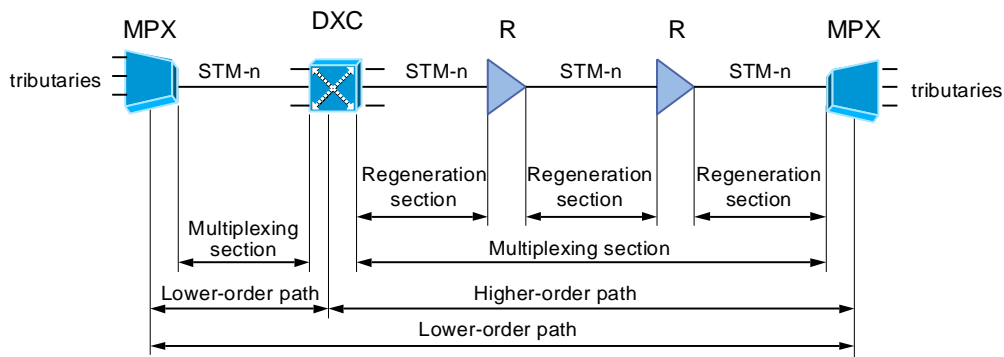 MPX
DXC
R
R
MPX
tributaries
STM-n
STM-n
STM-n
STM-n
tributaries
Regeneration
section
Regeneration
section
Regeneration
section
Multiplexing
section
Multiplexing section
Lower-order path
Higher-order path
Lower-order path